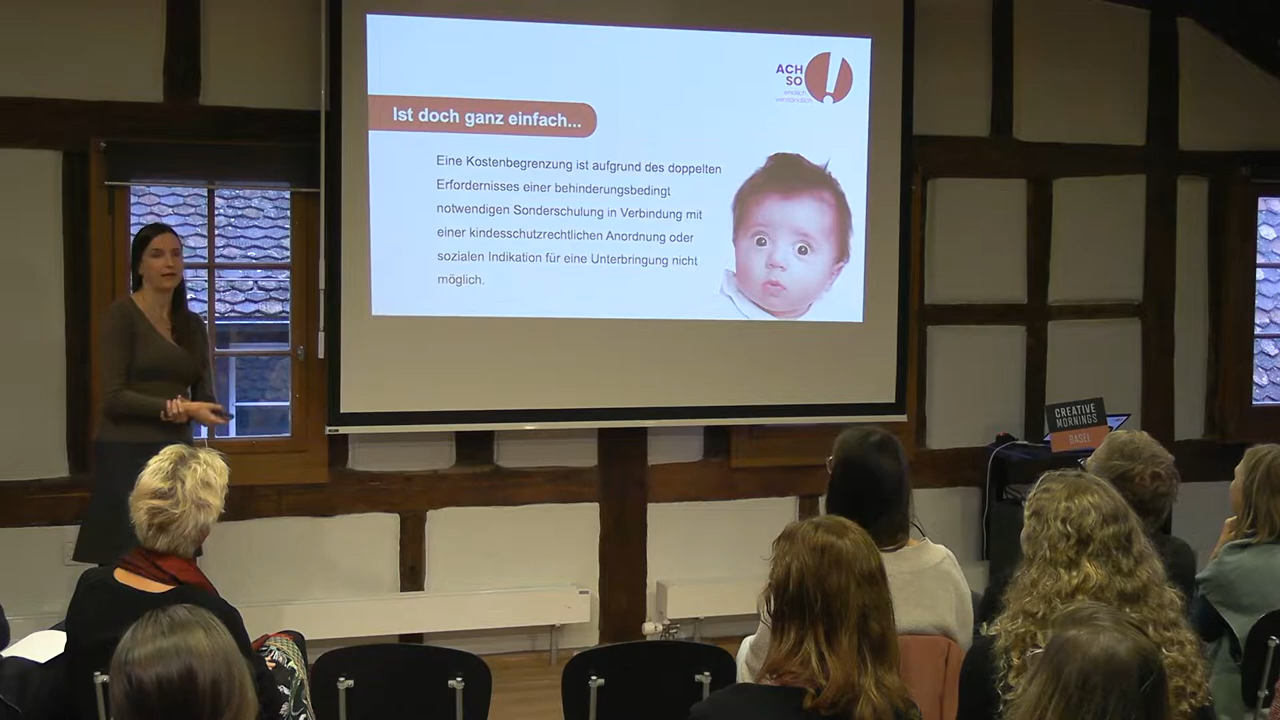 ACH
SO
endlich
verständlich
Ist doch ganz einfach...
Eine Kostenbegrenzung ist aufgrund des doppelten
Erfordernisses einer behinderungsbedingt
notwendigen Sonderschulung in Verbindung mit
einer kindesschutzrechtlichen Anordnung oder
sozialen Indikation für eine Unterbringung nicht
möglich.
CREATIVE
MORNINGS
BASEL